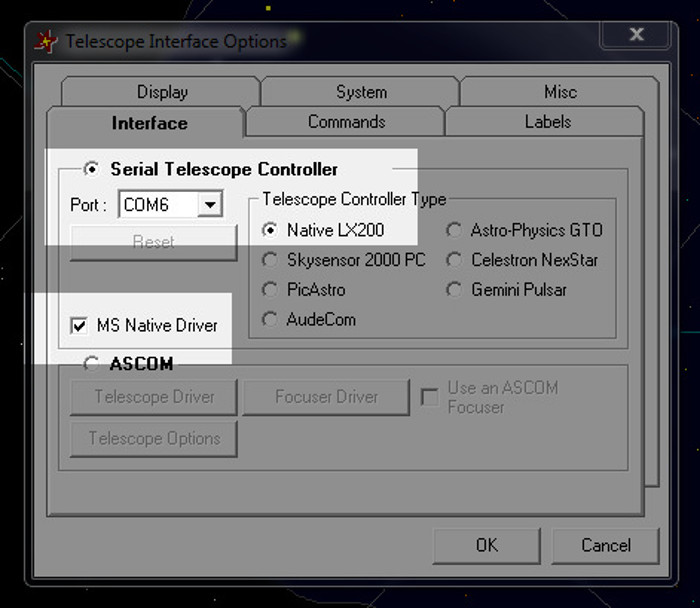 Telescope Interface Options
Display System Misc
Interface Commands Labels
Serial Telescope Controller
Port : COM6
Reset
MS Native Driver
Telescope Controller Type
Native LX200 Astro-Physics GTO
Skysensor 2000 PC Celestron NexStar
PicAstro Gemini Pulsar
AudeCom
ASCOM
Telescope Driver Focuser Driver Use an ASCOM
Focuser
Telescope Options
OK Cancel